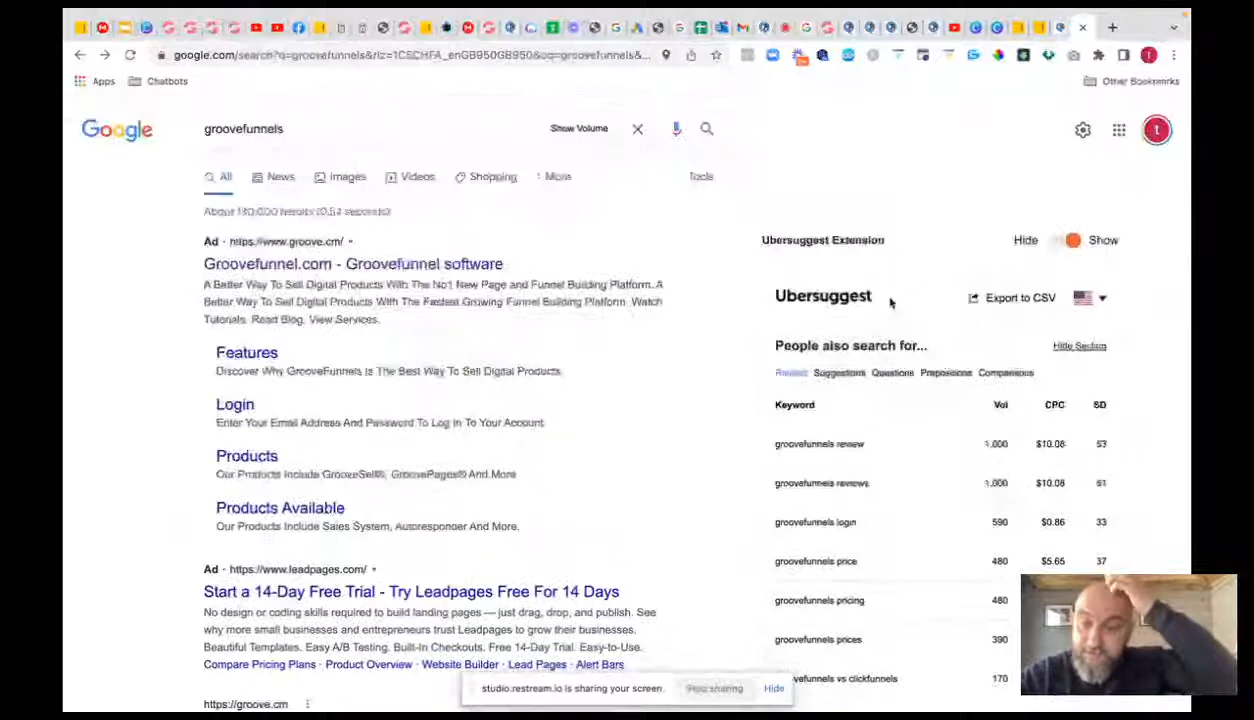 google.com/search?q=groovefunnels&rlz=1C5CHFA_enGB950GB950&oq=groovefunnels&...
Apps
Chatbots
Other Bookmarks
Google
groovefunnels
Show Volume
t
All
News
Images
Videos
Shopping
More
Tools
Ad · https://www.groove.cm/
Groovefunnel.com - Groovefunnel software
A Better Way To Sell Digital Products With The No1 New Page and Funnel Building Platform. A
Better Way To Sell Digital Products With The Fastest Growing Funnel Building Platform. Watch
Tutorials. Read Blog. View Services.
Features
Discover Why GrooveFunnels Is The Best Way To Sell Digital Products.
Login
Enter Your Email Address And Password To Log In To Your Account
Products
Our Products Include GrooveSell®, GroovePages® And More
Products Available
Our Products Include Sales System, Autoresponder And More.
Ad · https://www.leadpages.com/
Start a 14-Day Free Trial - Try Leadpages Free For 14 Days
No design or coding skills required to build landing pages — just drag, drop, and publish. See
why more small businesses and entrepreneurs trust Leadpages to grow their businesses.
Beautiful Templates. Easy A/B Testing. Built-In Checkouts. Free 14-Day Trial. Easy-to-Use.
Compare Pricing Plans · Product Overview · Website Builder · Lead Pages · Alert Bars
https://groove.cm
Ubersuggest Extension
Hide
Show
Ubersuggest
Export to CSV
People also search for...
Hide Section
Related Suggestions Questions Prepositions Comparisons
Keyword Vol CPC SD
groovefunnels review 1,000 $10.08 53
groovefunnels reviews 1,000 $10.08 51
groovefunnels login 590 $0.86 33
groovefunnels price 480 $5.65 37
groovefunnels pricing 480
groovefunnels prices 390
groovefunnels vs clickfunnels 170
studio.restream.io is sharing your screen.
Stop sharing
Hide